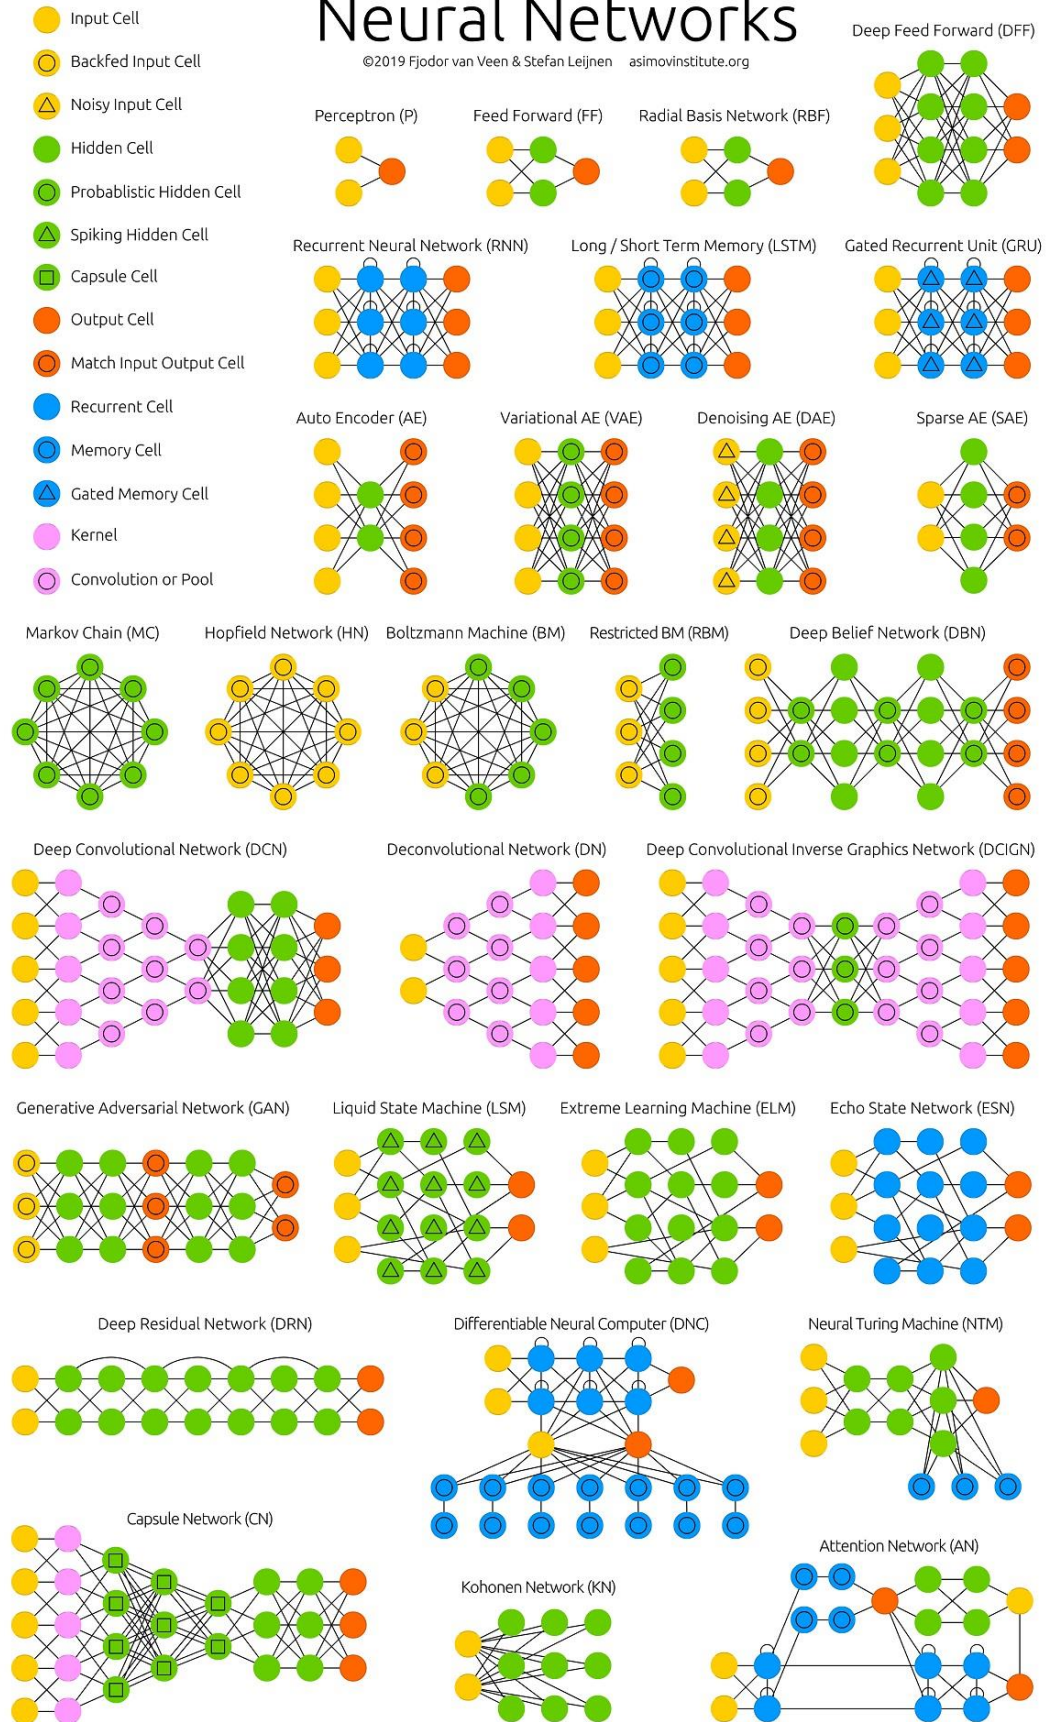 Neural Networks
©2019 Fjodor van Veen & Stefan Leijnen asimovinstitute.org
Input Cell
Backfed Input Cell
Noisy Input Cell
Hidden Cell
Probablistic Hidden Cell
Spiking Hidden Cell
Capsule Cell
Output Cell
Match Input Output Cell
Recurrent Cell
Memory Cell
Gated Memory Cell
Kernel
Convolution or Pool
Deep Feed Forward (DFF)
Perceptron (P)
Feed Forward (FF)
Radial Basis Network (RBF)
Recurrent Neural Network (RNN)
Long / Short Term Memory (LSTM)
Gated Recurrent Unit (GRU)
Auto Encoder (AE)
Variational AE (VAE)
Denoising AE (DAE)
Sparse AE (SAE)
Markov Chain (MC)
Hopfield Network (HN)
Boltzmann Machine (BM)
Restricted BM (RBM)
Deep Belief Network (DBN)
Deep Convolutional Network (DCN)
Deconvolutional Network (DN)
Deep Convolutional Inverse Graphics Network (DCIGN)
Generative Adversarial Network (GAN)
Liquid State Machine (LSM)
Extreme Learning Machine (ELM)
Echo State Network (ESN)
Deep Residual Network (DRN)
Differentiable Neural Computer (DNC)
Neural Turing Machine (NTM)
Capsule Network (CN)
Kohonen Network (KN)
Attention Network (AN)